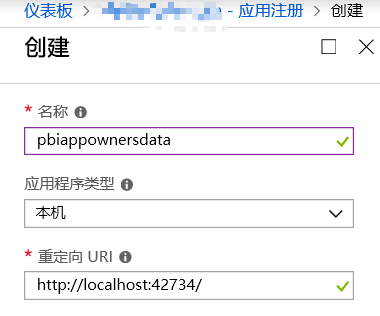 仪表板 > - 应用注册 > 创建
创建
* 名称
pbiappownersdata
应用程序类型
本机
* 重定向 URI
http://localhost:42734/